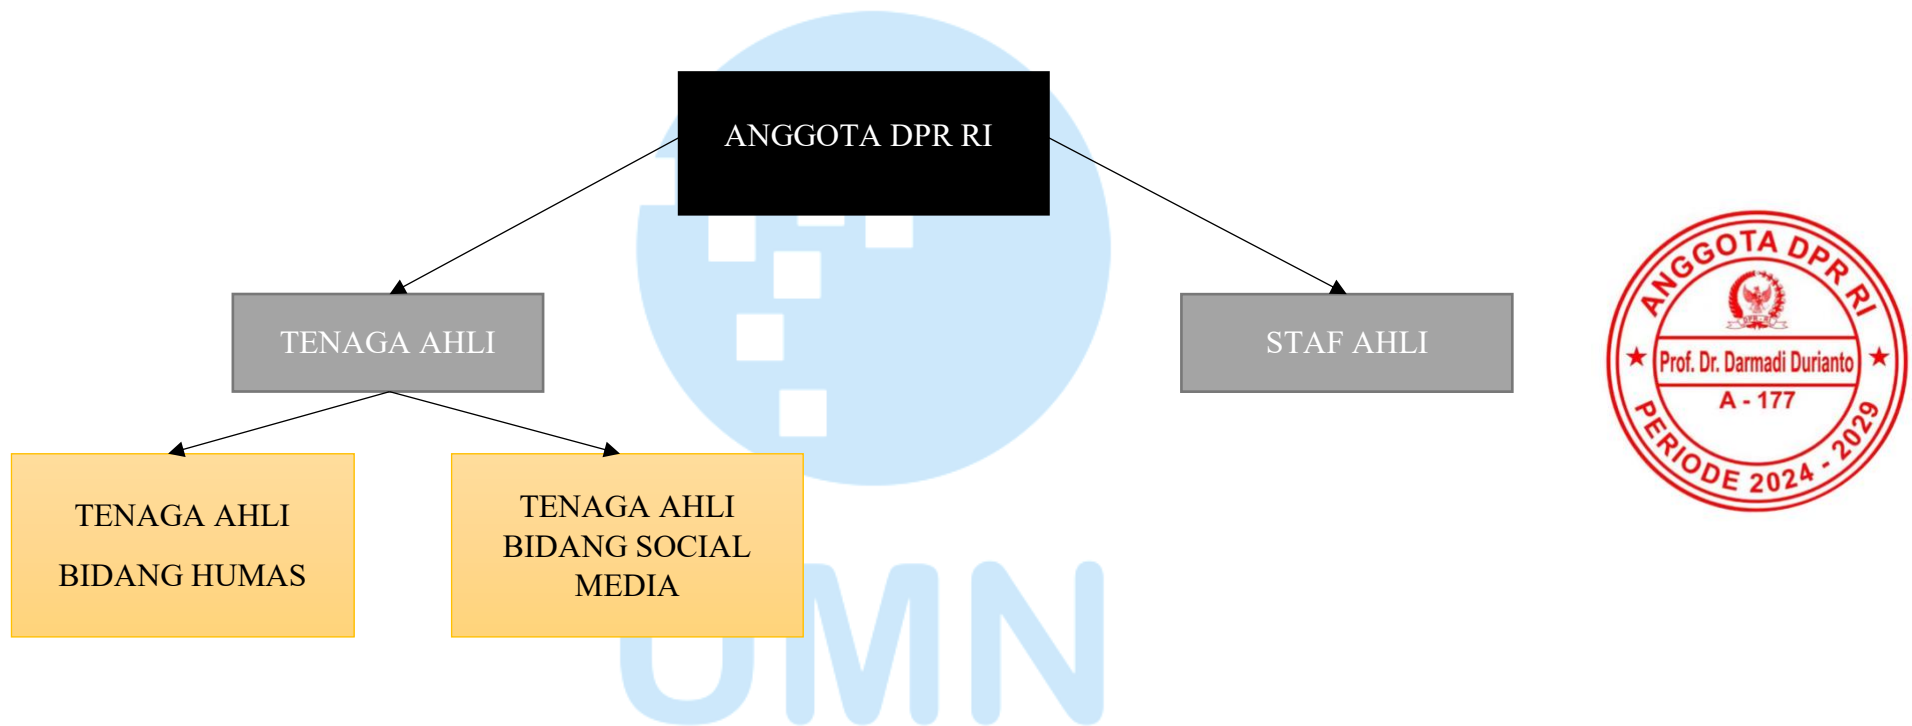 ANGGOTA DPR RI
TENAGA AHLI
STAF AHLI
TENAGA AHLI
BIDANG HUMAS
TENAGA AHLI
BIDANG SOCIAL
MEDIA
ANGGOTA DPR RI
Prof. Dr. Darmadi Durianto
A - 177
PERIODE 2024 - 2029
UMN